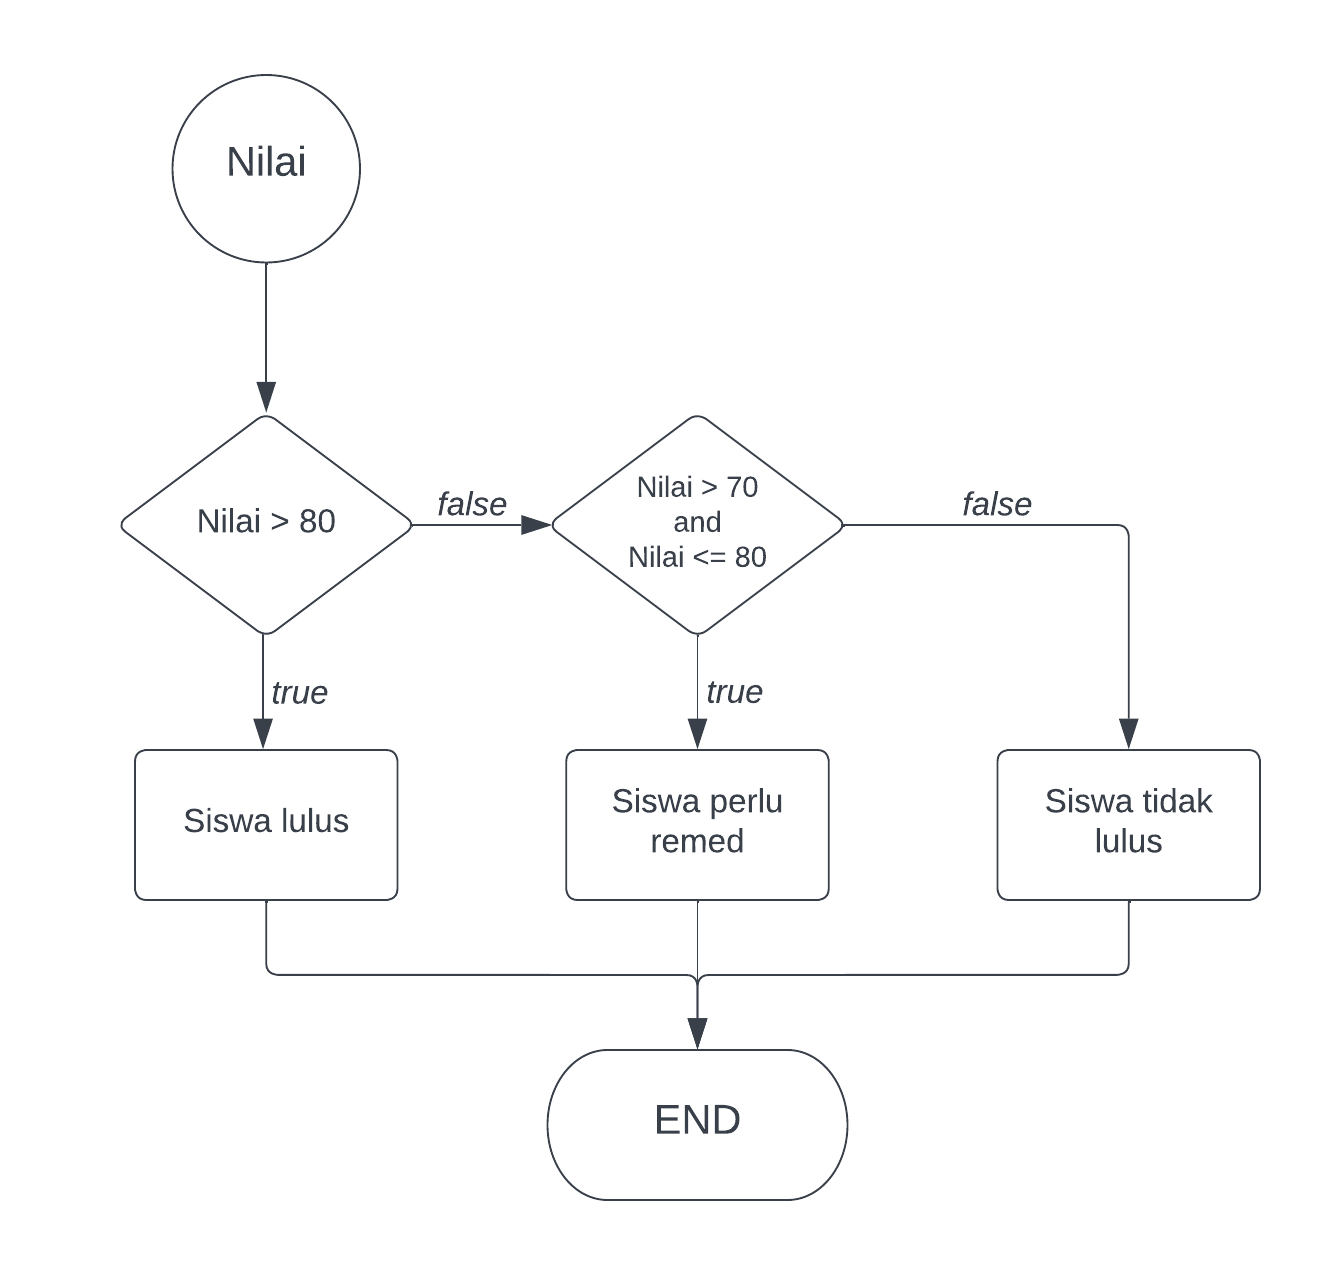 Nilai
Nilai > 80
false
Nilai > 70
and
Nilai <= 80
false
true
true
Siswa lulus
Siswa perlu
remed
Siswa tidak
lulus
END